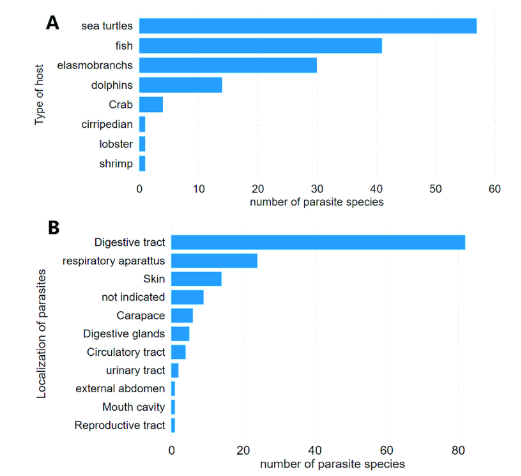 A
sea turtles
fish
elasmobranchs
dolphins
Crab
cirripedian
lobster
shrimp
Type of host
0 10 20 30 40 50 60
number of parasite species
B
Digestive tract
respiratory aparattus
Skin
not indicated
Carapace
Digestive glands
Circulatory tract
urinary tract
external abdomen
Mouth cavity
Reproductive tract
Localization of parasites
0 20 40 60 80
number of parasite species